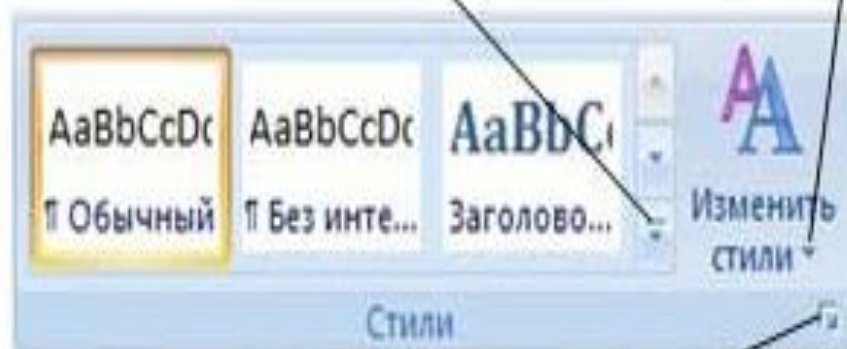 AaBbCcDc AaBbCcDc AaBbC
¶ Обычный ¶ Без инте... Заголово...
Изменить
стили
Стили